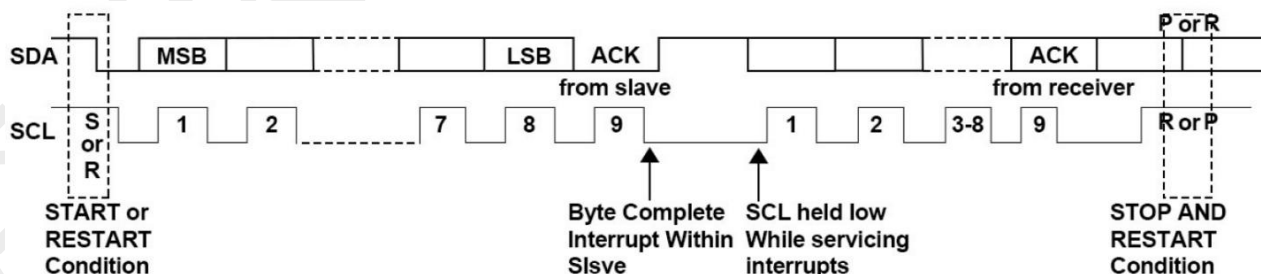 P or R
SDA
MSB
LSB
ACK
ACK
from slave
from receiver
SCL
S
or
R
1
2
7
8
9
1
2
3-8
9
R or P
START or
RESTART
Condition
Byte Complete
Interrupt Within
Slsve
SCL held low
While servicing
interrupts
STOP AND
RESTART
Condition